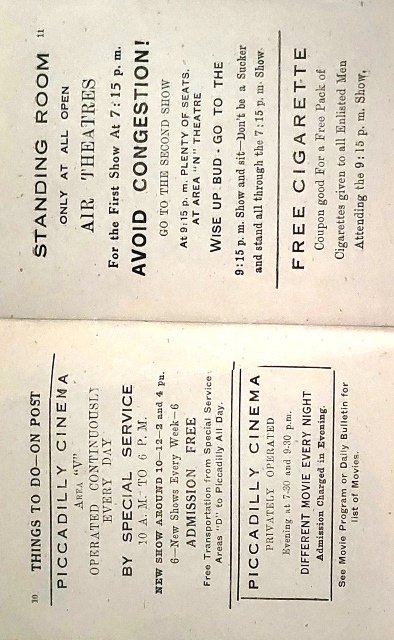 10 THINGS TO DO—ON POST
PICCADILLY CINEMA
AREA "V"
OPERATED CONTINUOUSLY
EVERY DAY
BY SPECIAL SERVICE
10 A. M. TO 6 P. M.
NEW SHOW AROUND 10-12-2 and 4 pm.
6—New Shows Every Week—6
ADMISSION FREE
Free Transportation from Special Service
Areas "D" to Piccadilly All Day.
PICCADILLY CINEMA
PRIVATELY OPERATED
Evening at 7-30 and 9-30 p.m.
DIFFERENT MOVIE EVERY NIGHT
Admission Charged in Evening.
See Movie Program or Daily Bulletin for
list of Movies.
11
STANDING ROOM
ONLY AT ALL OPEN
AIR THEATRES
For the First Show At 7:15 p. m.
AVOID CONGESTION!
GO TO THE SECOND SHOW
At 9:15 p. m. PLENTY OF SEATS.
AT AREA "N" THEATRE
WISE UP BUD · GO TO THE
9:15 p. m. Show and sit—Don't be a Sucker
and stand all through the 7:15 p. m. Show.
FREE CIGARETTE
Coupon good For a Free Pack of
Cigarettes given to all Enlisted Men
Attending the 9:15 p. m. Show.